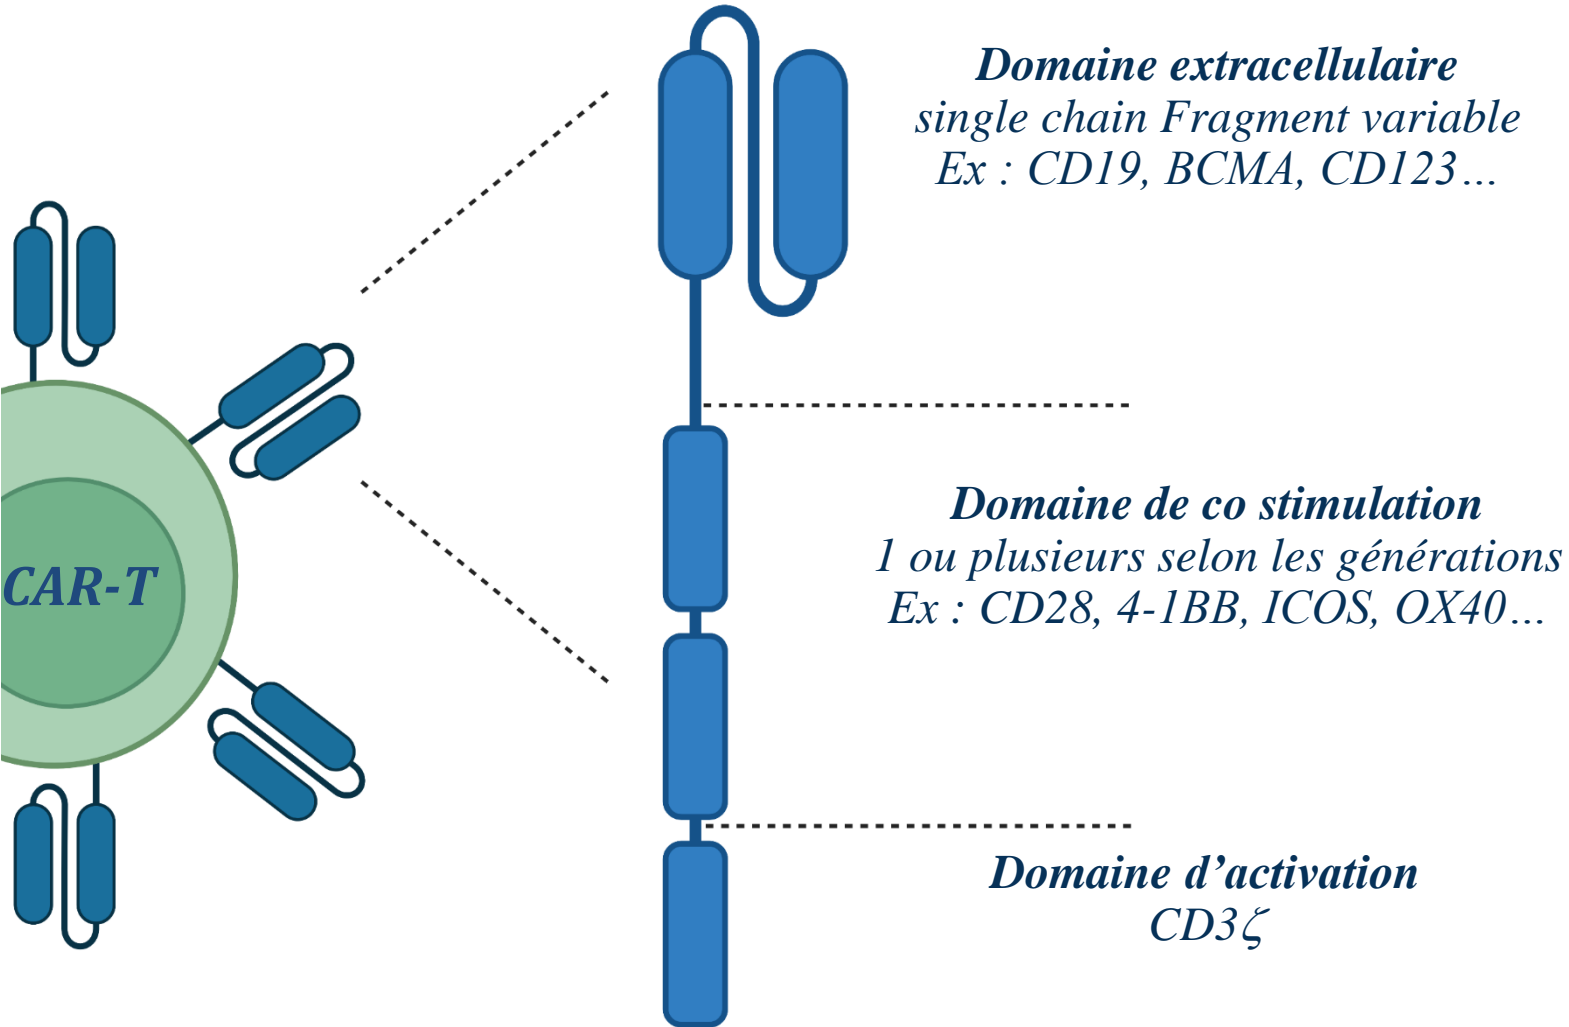 Domaine extracellulaire
single chain Fragment variable
Ex : CD19, BCMA, CD123…
CAR-T
Domaine de co stimulation
1 ou plusieurs selon les générations
Ex : CD28, 4-1BB, ICOS, OX40…
Domaine d’activation
CD3ζ